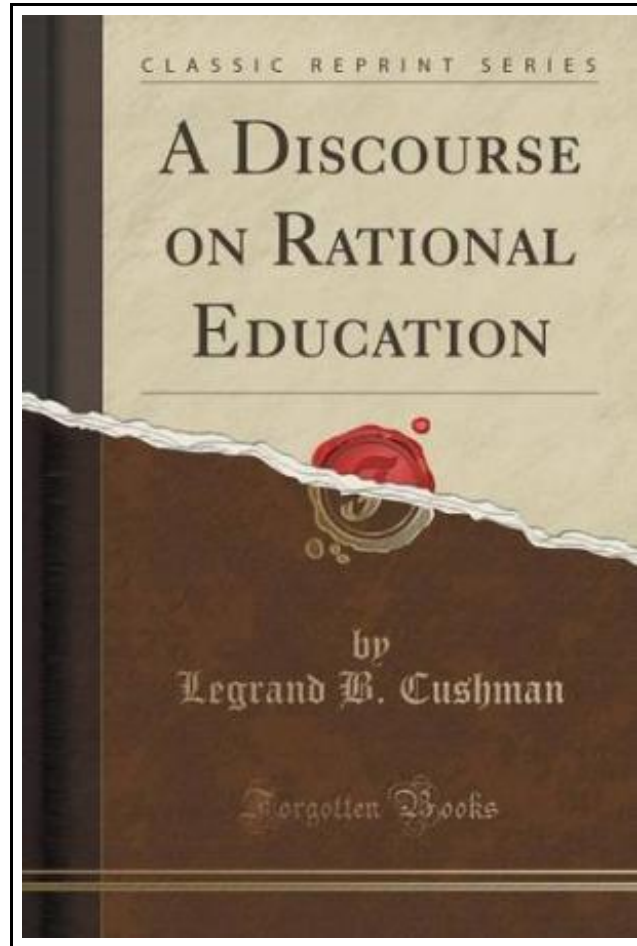 CLASSIC REPRINT SERIES
A DISCOURSE
ON RATIONAL
EDUCATION
by
Legrand B. Cushman
Forgotten Books